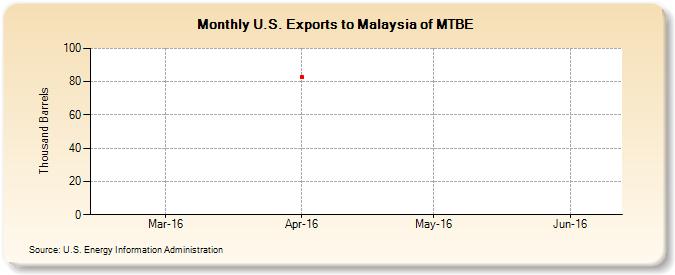 Monthly U.S. Exports to Malaysia of MTBE
Thousand Barrels
100
80
60
40
20
0
Mar-16 Apr-16 May-16 Jun-16
Source: U.S. Energy Information Administration